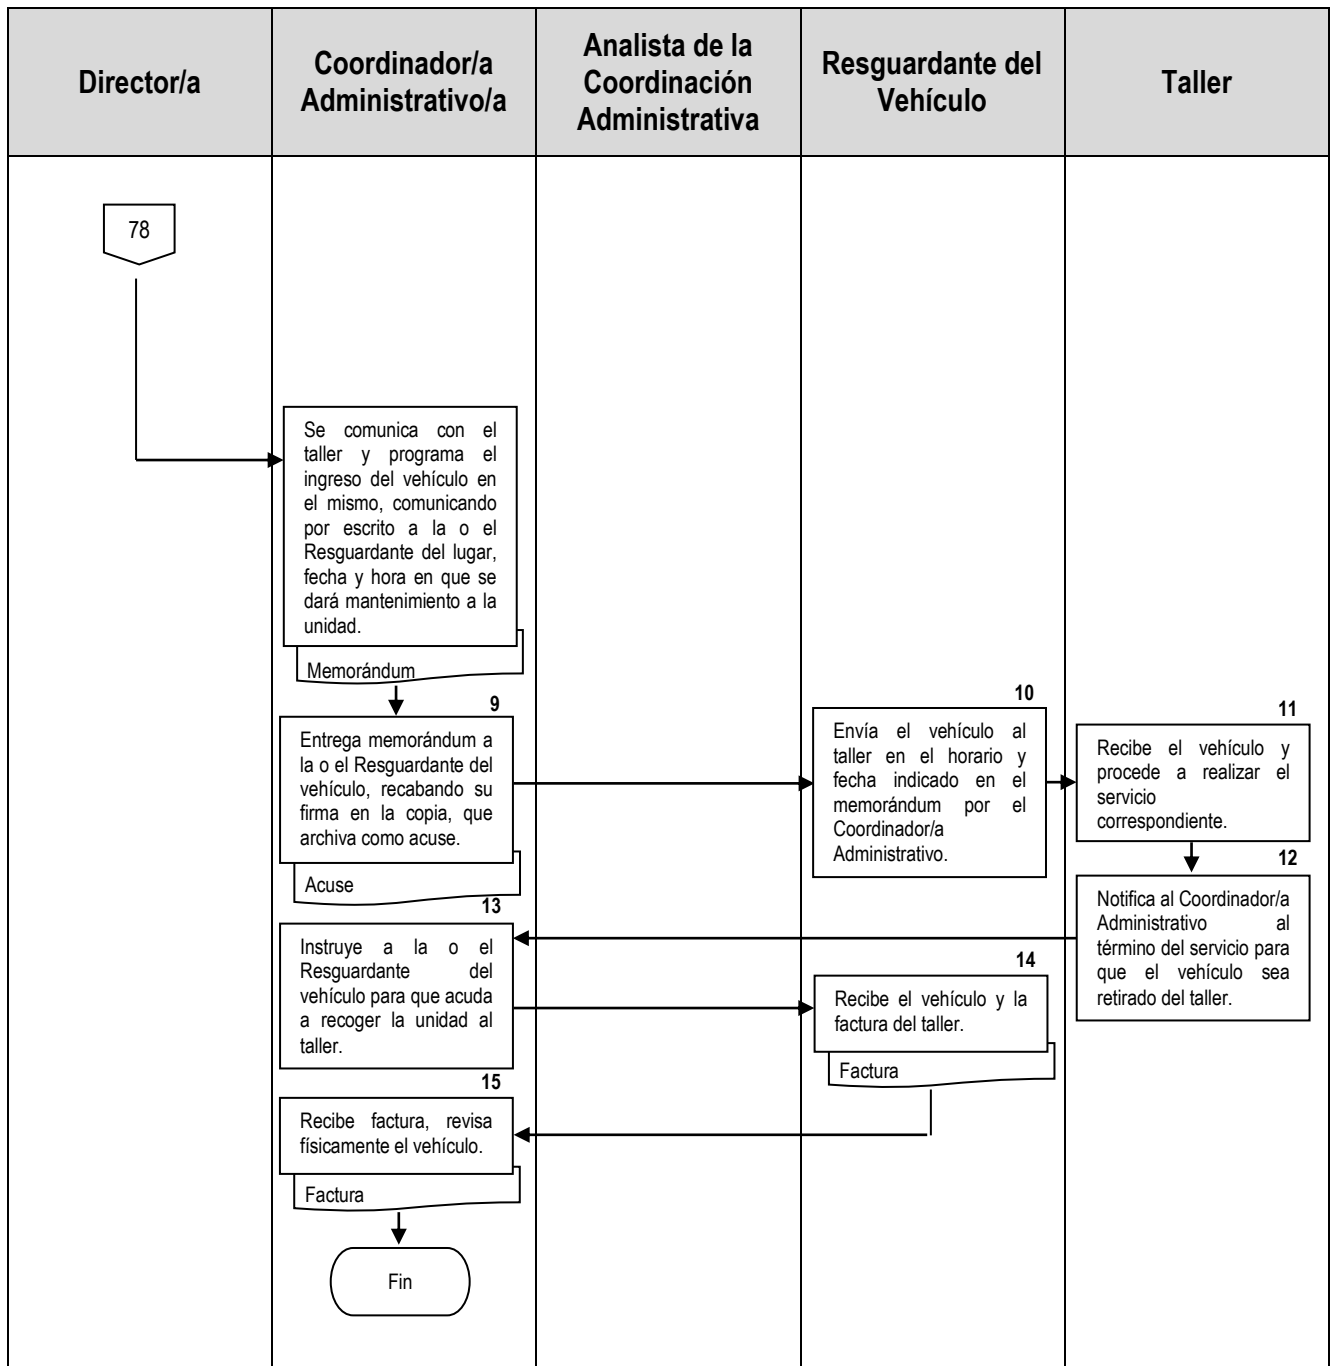 Director/a
Coordinador/a
Administrativo/a
Analista de la
Coordinación
Administrativa
Resguardante del
Vehículo
Taller
78
Se comunica con el
taller y programa el
ingreso del vehículo en
el mismo, comunicando
por escrito a la o el
Resguardante del lugar,
fecha y hora en que se
dará mantenimiento a la
unidad.
Memorándum
9
Entrega memorándum a
la o el Resguardante del
vehículo, recabando su
firma en la copia, que
archiva como acuse.
Acuse
10
Envía el vehículo al
taller en el horario y
fecha indicado en el
memorándum por el
Coordinador/a
Administrativo.
11
Recibe el vehículo y
procede a realizar el
servicio
correspondiente.
12
Notifica al Coordinador/a
Administrativo al
término del servicio para
que el vehículo sea
retirado del taller.
13
Instruye a la o el
Resguardante del
vehículo para que acuda
a recoger la unidad al
taller.
14
Recibe el vehículo y la
factura del taller.
Factura
15
Recibe factura, revisa
físicamente el vehículo.
Factura
Fin